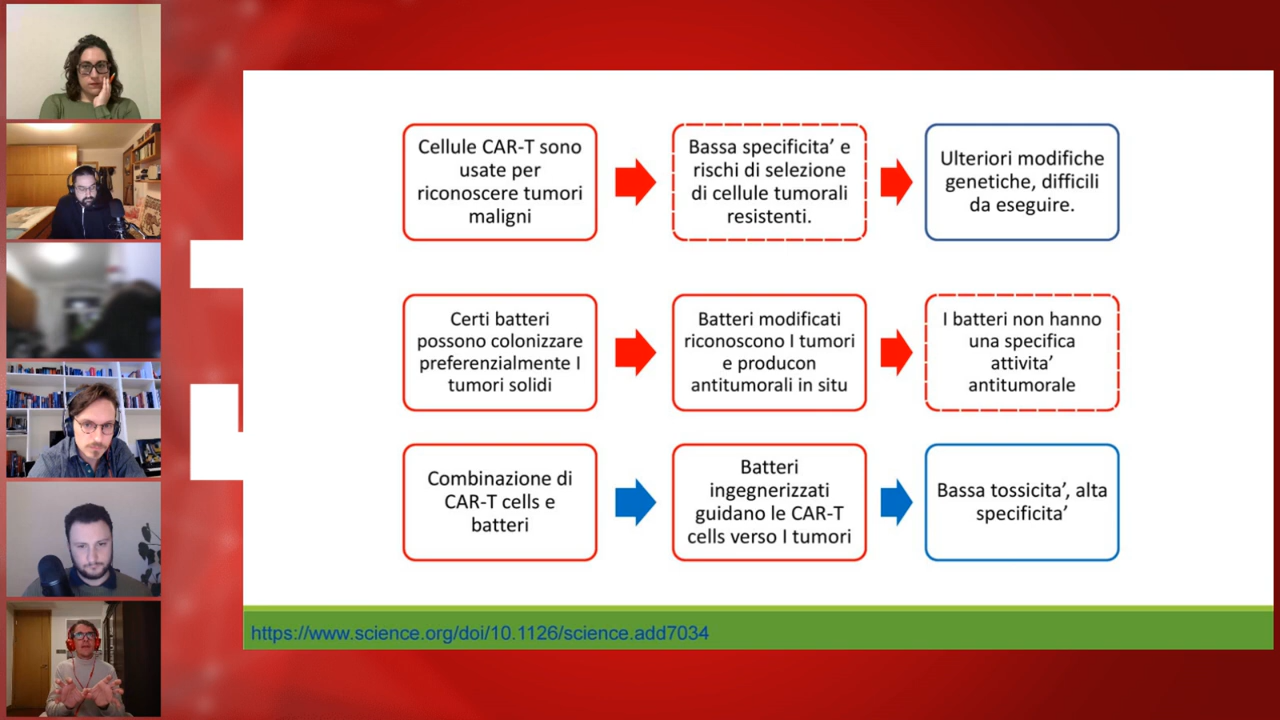 Cellule CAR-T sono
usate per
riconoscere tumori
maligni
Bassa specificita’ e
rischi di selezione
di cellule tumorali
resistenti.
Ulteriori modifiche
genetiche, difficili
da eseguire.
Certi batteri
possono colonizzare
preferenzialmente I
tumori solidi
Batteri modificati
riconoscono I tumori
e producon
antitumorali in situ
I batteri non hanno
una specifica
attivita’
antitumorale
Combinazione di
CAR-T cells e
batteri
Batteri
ingegnerizzati
guidano le CAR-T
cells verso I tumori
Bassa tossicita’, alta
specificita’
https://www.science.org/doi/10.1126/science.add7034